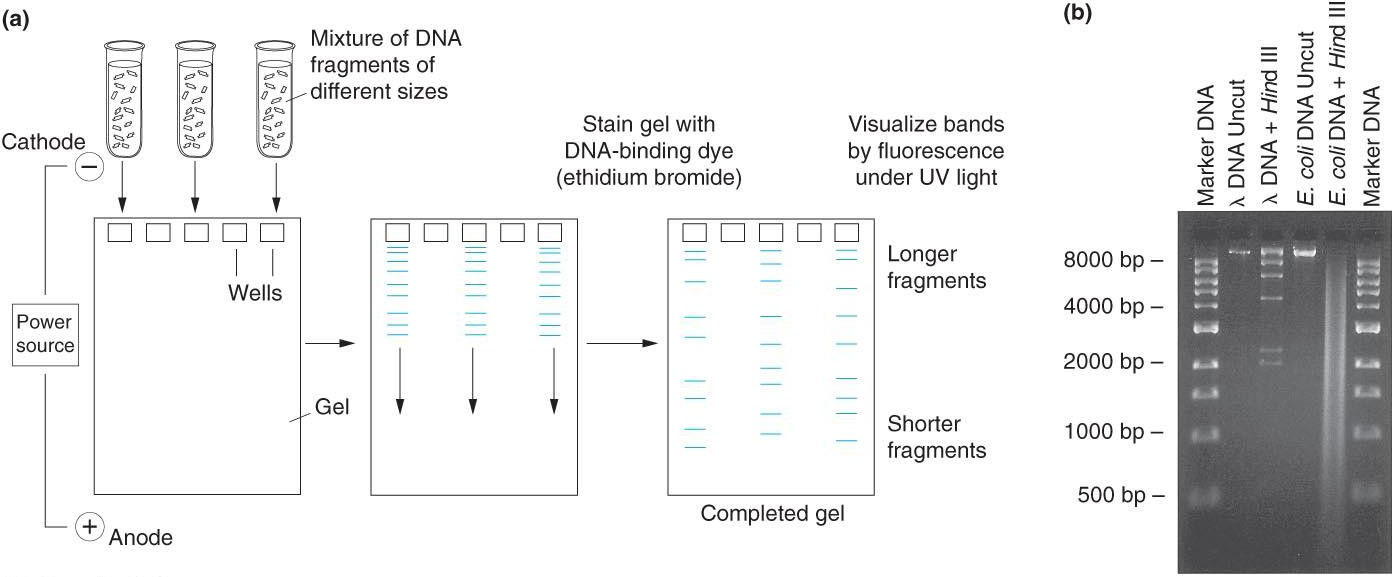 (a)
Mixture of DNA
fragments of
different sizes
Cathode
−
Stain gel with
DNA-binding dye
(ethidium bromide)
Visualize bands
by fluorescence
under UV light
Wells
Power
source
Gel
Longer
fragments
Shorter
fragments
Completed gel
+
Anode
(b)
Marker DNA
λ DNA Uncut
λ DNA + Hind III
E. coli DNA Uncut
E. coli DNA + Hind III
Marker DNA
8000 bp –
4000 bp –
2000 bp –
1000 bp –
500 bp –